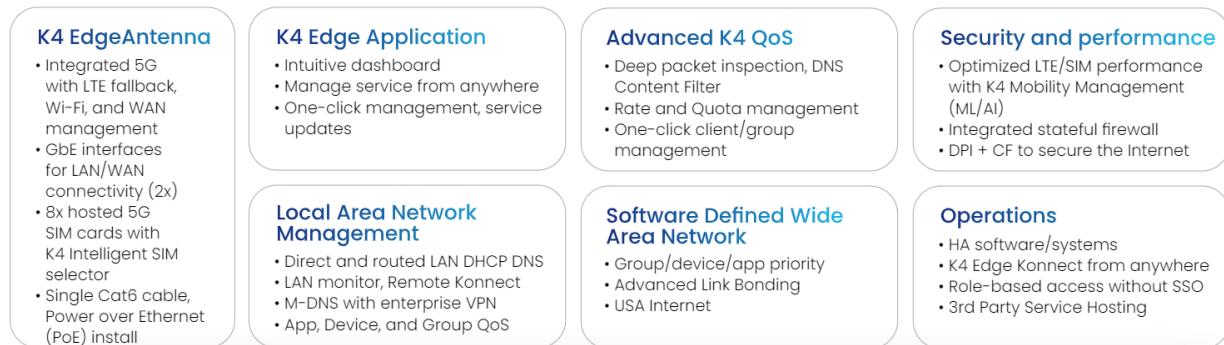 K4 EdgeAntenna
• Integrated 5G
with LTE fallback,
Wi-Fi, and WAN
management
• GbE interfaces
for LAN/WAN
connectivity (2x)
• 8x hosted 5G
SIM cards with
K4 Intelligent SIM
selector
• Single Cat6 cable,
Power over Ethernet
(PoE) install
K4 Edge Application
• Intuitive dashboard
• Manage service from anywhere
• One-click management, service
updates
Advanced K4 QoS
• Deep packet inspection, DNS
Content Filter
• Rate and Quota management
• One-click client/group
management
Security and performance
• Optimized LTE/SIM performance
with K4 Mobility Management
(ML/AI)
• Integrated stateful firewall
• DPI + CF to secure the Internet
Local Area Network
Management
• Direct and routed LAN DHCP DNS
• LAN monitor, Remote Konnect
• M-DNS with enterprise VPN
• App, Device, and Group QoS
Software Defined Wide
Area Network
• Group/device/app priority
• Advanced Link Bonding
• USA Internet
Operations
• HA software/systems
• K4 Edge Konnect from anywhere
• Role-based access without SSO
• 3rd Party Service Hosting